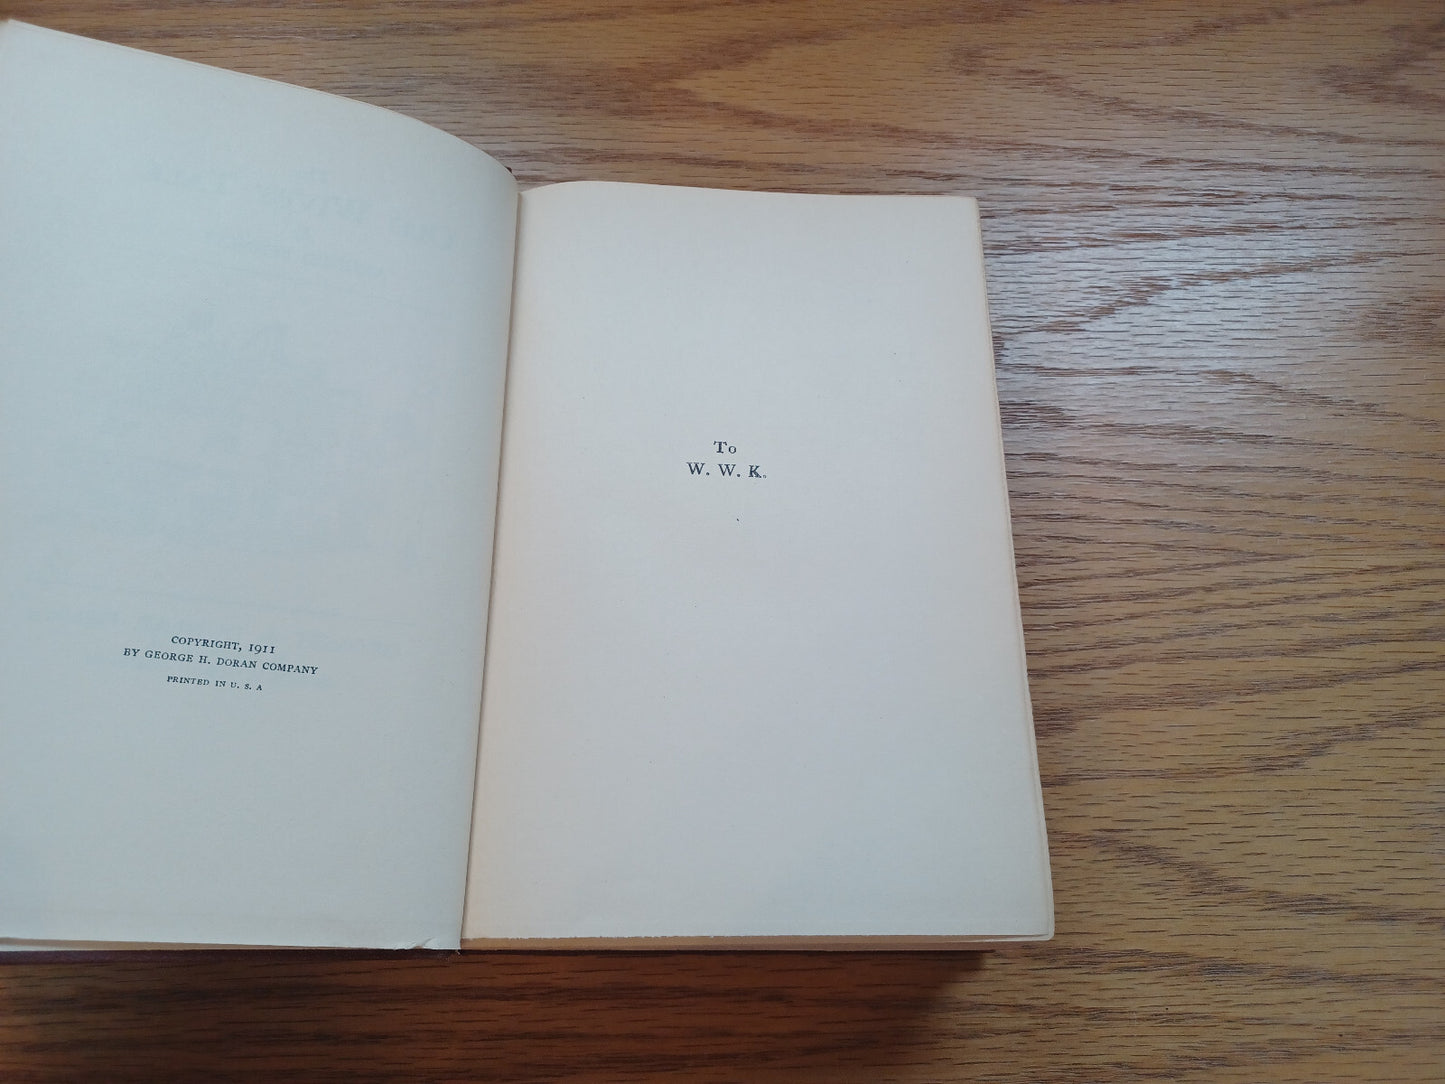 COPYRIGHT, 1911
BY GEORGE H. DORAN COMPANY
PRINTED IN U. S. A
To
W. W. K.